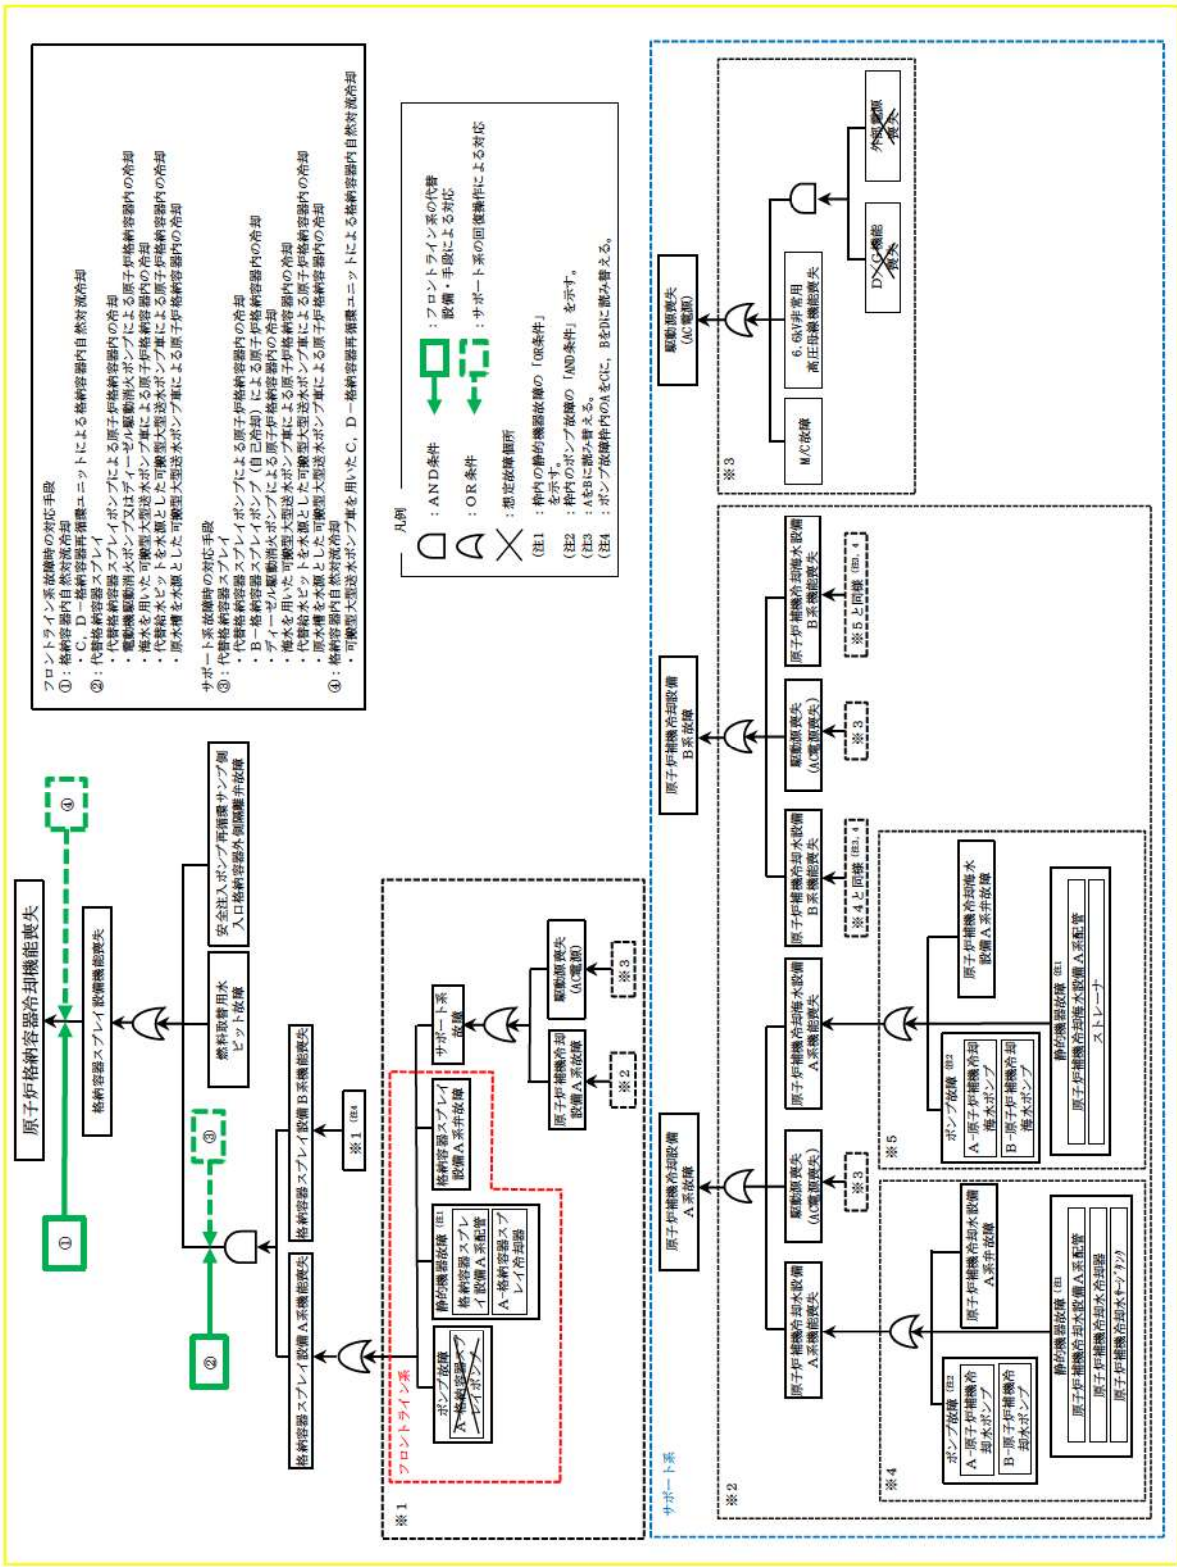 フロントライン系故障時の対応手段
①:格納容器内自然対流冷却
・C,D-格納容器再循環ユニットによる格納容器内自然対流冷却
②:代替格納容器スプレイ
・代替格納容器スプレイポンプによる原子炉格納容器内の冷却
・電動機駆動消火ポンプ又はディーゼル駆動消火ポンプによる原子炉格納容器内の冷却
・海水を用いた可搬型大型送水ポンプ車による原子炉格納容器内の冷却
・代替給水ピットを水源とした可搬型大型送水ポンプ車による原子炉格納容器内の冷却
・原水槽を水源とした可搬型大型送水ポンプ車による原子炉格納容器内の冷却
サポート系故障時の対応手段
③:代替格納容器スプレイ
・代替格納容器スプレイポンプによる原子炉格納容器内の冷却
・B-格納容器スプレイポンプ(自己冷却)による原子炉格納容器内の冷却
・ディーゼル駆動消火ポンプによる原子炉格納容器内の冷却
・海水を用いた可搬型大型送水ポンプ車による原子炉格納容器内の冷却
・代替給水ピットを水源とした可搬型大型送水ポンプ車による原子炉格納容器内の冷却
・原水槽を水源とした可搬型大型送水ポンプ車による原子炉格納容器内の冷却
④:格納容器内自然対流冷却
・可搬型大型送水ポンプ車を用いたC,D-格納容器再循環ユニットによる格納容器内自然対流冷却
原子炉格納容器冷却機能喪失
①
④
格納容器スプレイ設備機能喪失
②
③
燃料取替用水
ピット故障
安全注入ポンプ再循環サンプ側
入口格納容器外側隔離弁故障
格納容器スプレイ設備A系機能喪失
格納容器スプレイ設備B系機能喪失
※1(注4
※1
フロントライン系
ポンプ故障
A-格納容器スプ
レイポンプ
静的機器故障(注1
格納容器スプレ
イ設備A系配管
A-格納容器スプ
レイ冷却器
格納容器スプレイ
設備A系弁故障
サポート系
故障
原子炉補機冷却
設備A系故障
駆動源喪失
(AC電源)
※2
※3
凡例
:AND条件
:OR条件
:想定故障個所
:フロントライン系の代替
設備・手段による対応
:サポート系の回復操作による対応
(注1 :枠内の静的機器故障の「OR条件」
を示す。
(注2 :枠内のポンプ故障の「AND条件」を示す。
(注3 :AをBに読み替える。
(注4 :ポンプ故障枠内のAをCに、BをDに読み替える。
サポート系
※2
原子炉補機冷却設備
A系故障
原子炉補機冷却水設備
A系機能喪失
駆動源喪失
(AC電源喪失)
※3
原子炉補機冷却海水設備
A系機能喪失
※4
ポンプ故障(注2
A-原子炉補機冷
却水ポンプ
B-原子炉補機冷
却水ポンプ
原子炉補機冷却水設備
A系弁故障
静的機器故障(注1
原子炉補機冷却水設備A系配管
原子炉補機冷却水冷却器
原子炉補機冷却水サージタンク
※5
ポンプ故障(注2
A-原子炉補機冷却
海水ポンプ
B-原子炉補機冷却
海水ポンプ
原子炉補機冷却海水
設備A系弁故障
静的機器故障(注1
原子炉補機冷却海水設備A系配管
ストレーナ
原子炉補機冷却設備
B系故障
原子炉補機冷却水設備
B系機能喪失
※4と同様(注3,4
駆動源喪失
(AC電源喪失)
※3
原子炉補機冷却海水設備
B系機能喪失
※5と同様(注3,4
※3
駆動源喪失
(AC電源)
M/C故障
6.6kV非常用
高圧母線機能喪失
D/G機能
喪失
外部電源
喪失